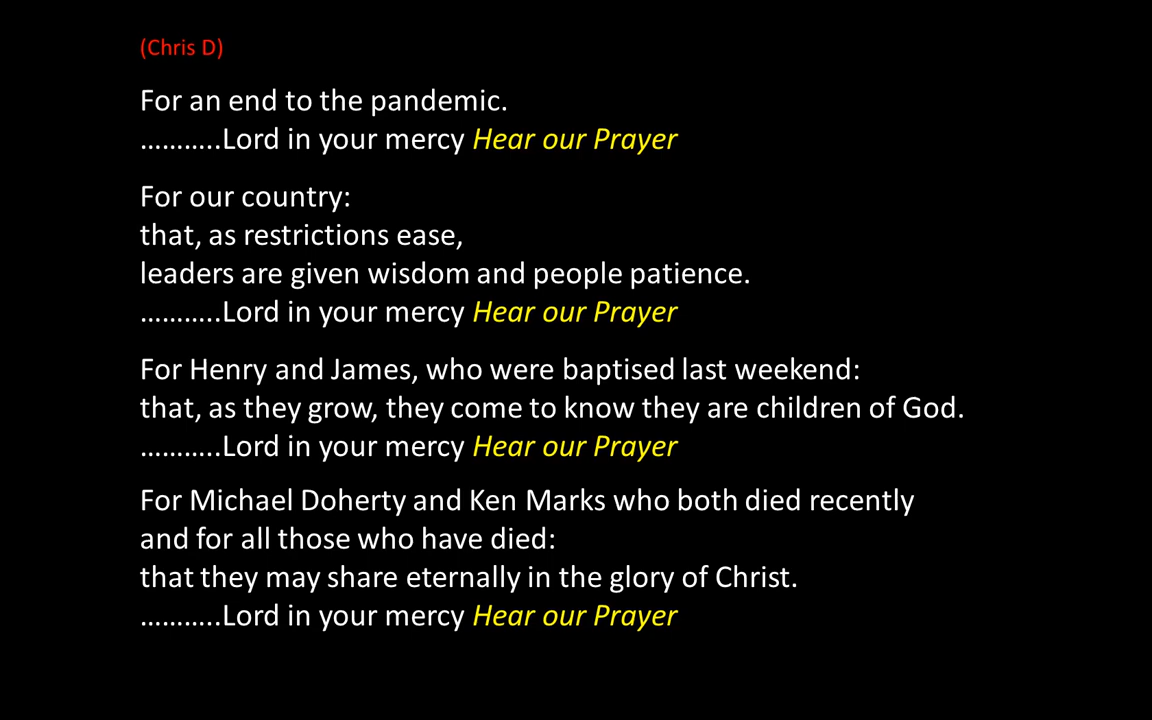 (Chris D)
For an end to the pandemic.
………..Lord in your mercy Hear our Prayer
For our country:
that, as restrictions ease,
leaders are given wisdom and people patience.
………..Lord in your mercy Hear our Prayer
For Henry and James, who were baptised last weekend:
that, as they grow, they come to know they are children of God.
………..Lord in your mercy Hear our Prayer
For Michael Doherty and Ken Marks who both died recently
and for all those who have died:
that they may share eternally in the glory of Christ.
………..Lord in your mercy Hear our Prayer